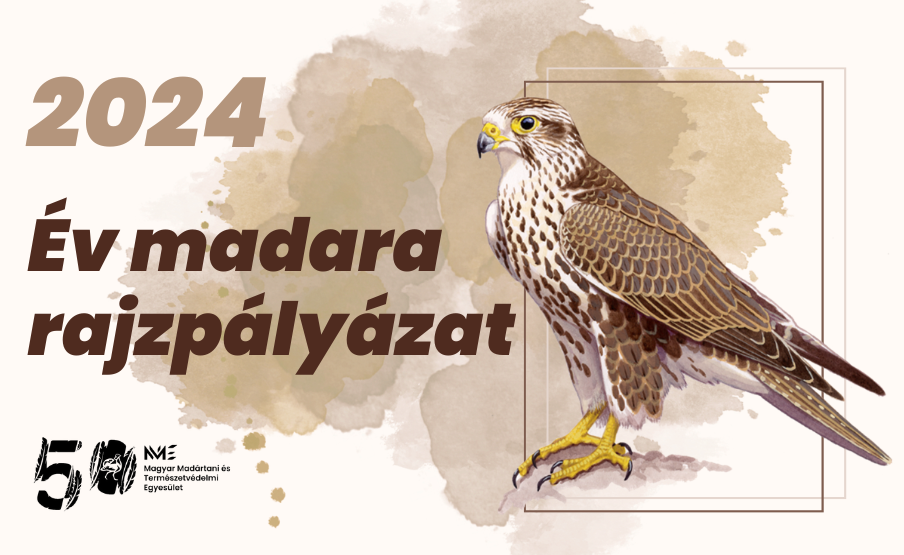 2024
Év madara
rajzpályázat
50
MME
Magyar Madártani és
Természetvédelmi
Egyesület